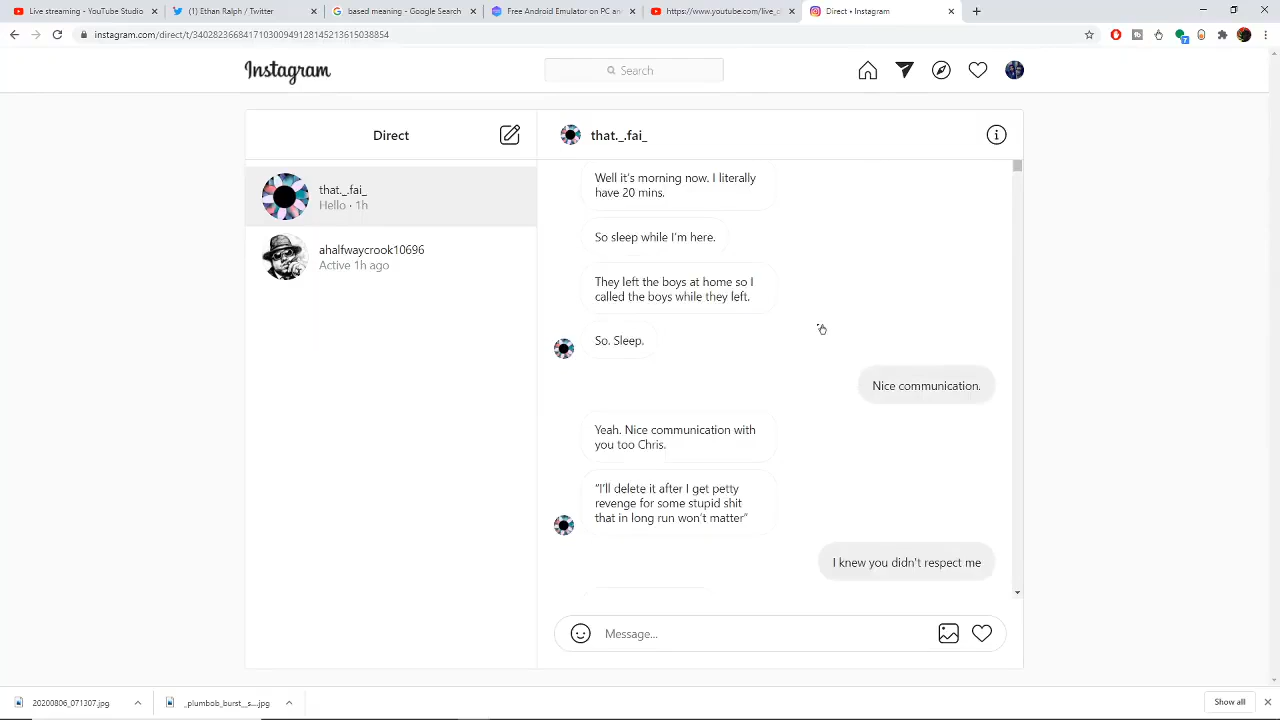 Live streaming - YouTube Studio
(1) Ethan Ralph / Twitter
based meaning - Google Search
Free Android Emulator on PC and
https://www.youtube.com/live_c
Direct • Instagram
instagram.com/direct/t/340282366841710300949128145213615038854
Instagram
Search
Direct
that._.fai_
that._.fai_
Hello · 1h
ahalfwaycrook10696
Active 1h ago
Well it's morning now. I literally
have 20 mins.
So sleep while I'm here.
They left the boys at home so I
called the boys while they left.
So. Sleep.
Nice communication.
Yeah. Nice communication with
you too Chris.
“I'll delete it after I get petty
revenge for some stupid shit
that in long run won't matter”
I knew you didn't respect me
Message...
20200806_071307.jpg
_plumbob_burst__s....jpg
Show all